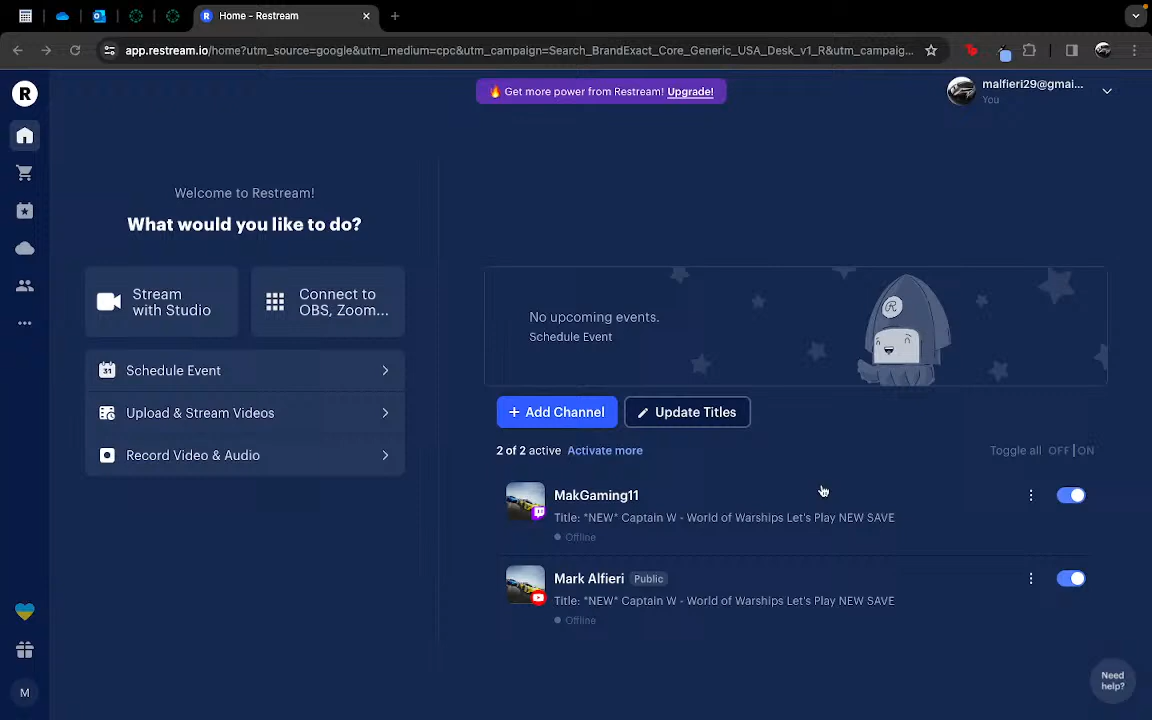 Home - Restream
app.restream.io/home?utm_source=google&utm_medium=cpc&utm_campaign=Search_BrandExact_Core_Generic_USA_Desk_v1_R&utm_campaig...
R
🔥 Get more power from Restream! Upgrade!
malfieri29@gmai...
You
Welcome to Restream!
What would you like to do?
Stream
with Studio
Connect to
OBS, Zoom...
31 Schedule Event
Upload & Stream Videos
Record Video & Audio
No upcoming events.
Schedule Event
R
+ Add Channel
Update Titles
2 of 2 active Activate more
Toggle all OFF | ON
MakGaming11
Title: *NEW* Captain W - World of Warships Let's Play NEW SAVE
Offline
Mark Alfieri Public
Title: *NEW* Captain W - World of Warships Let's Play NEW SAVE
Offline
M
Need
help?